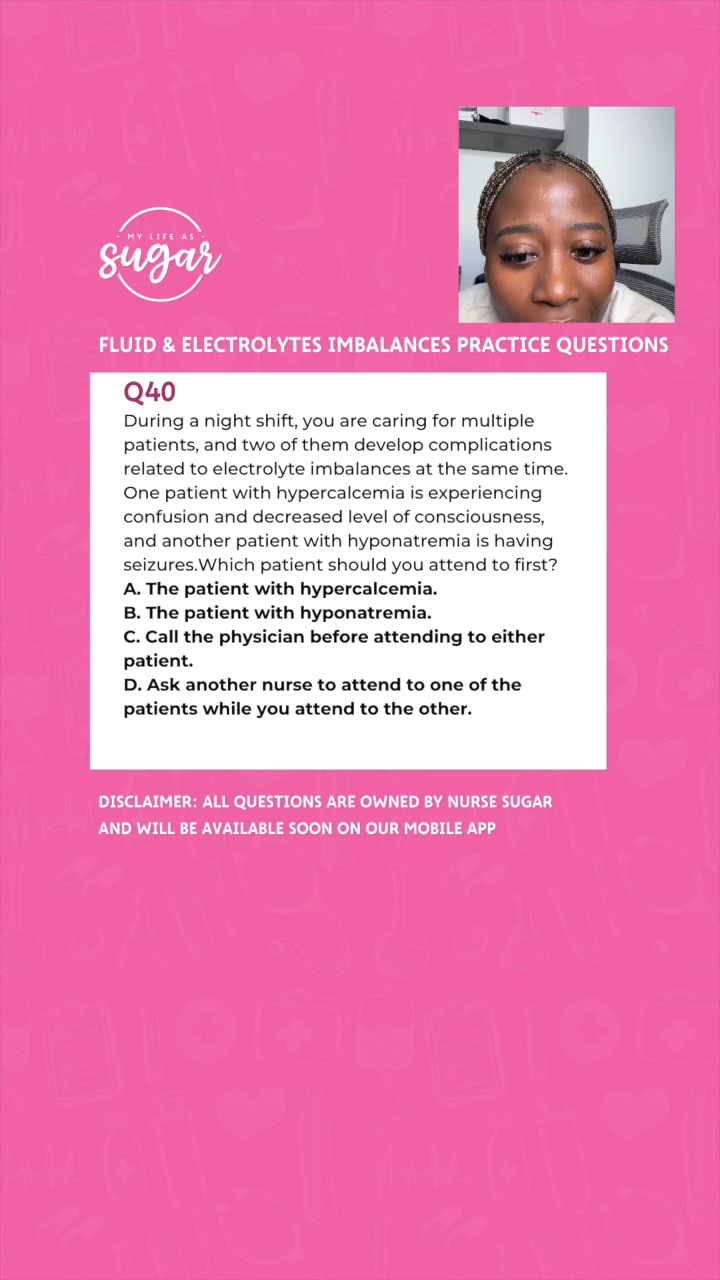 - MY LIFE AS -
sugar
FLUID & ELECTROLYTES IMBALANCES PRACTICE QUESTIONS
Q40
During a night shift, you are caring for multiple
patients, and two of them develop complications
related to electrolyte imbalances at the same time.
One patient with hypercalcemia is experiencing
confusion and decreased level of consciousness,
and another patient with hyponatremia is having
seizures.Which patient should you attend to first?
A. The patient with hypercalcemia.
B. The patient with hyponatremia.
C. Call the physician before attending to either
patient.
D. Ask another nurse to attend to one of the
patients while you attend to the other.
DISCLAIMER: ALL QUESTIONS ARE OWNED BY NURSE SUGAR
AND WILL BE AVAILABLE SOON ON OUR MOBILE APP